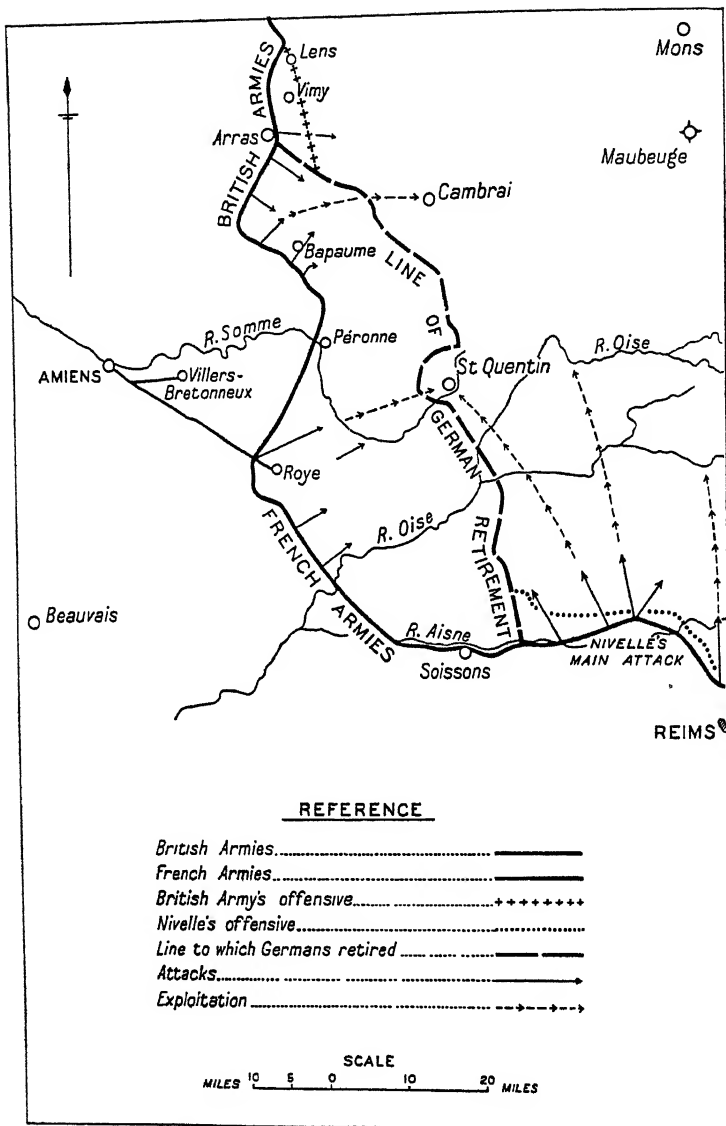 Mons
Lens
Vimy
Maubeuge
Arras
BRITISH ARMIES
Cambrai
Bapaume
LINE OF GERMAN RETIREMENT
R. Somme
Péronne
R. Oise
AMIENS
Villers-
Bretonneux
St Quentin
Roye
R. Oise
FRENCH ARMIES
Beauvais
R. Aisne
Soissons
NIVELLE'S
MAIN ATTACK
REIMS
REFERENCE
British Armies
French Armies
British Army's offensive
Nivelle's offensive
Line to which Germans retired
Attacks
Exploitation
SCALE
MILES 10 5 0 10 20 MILES